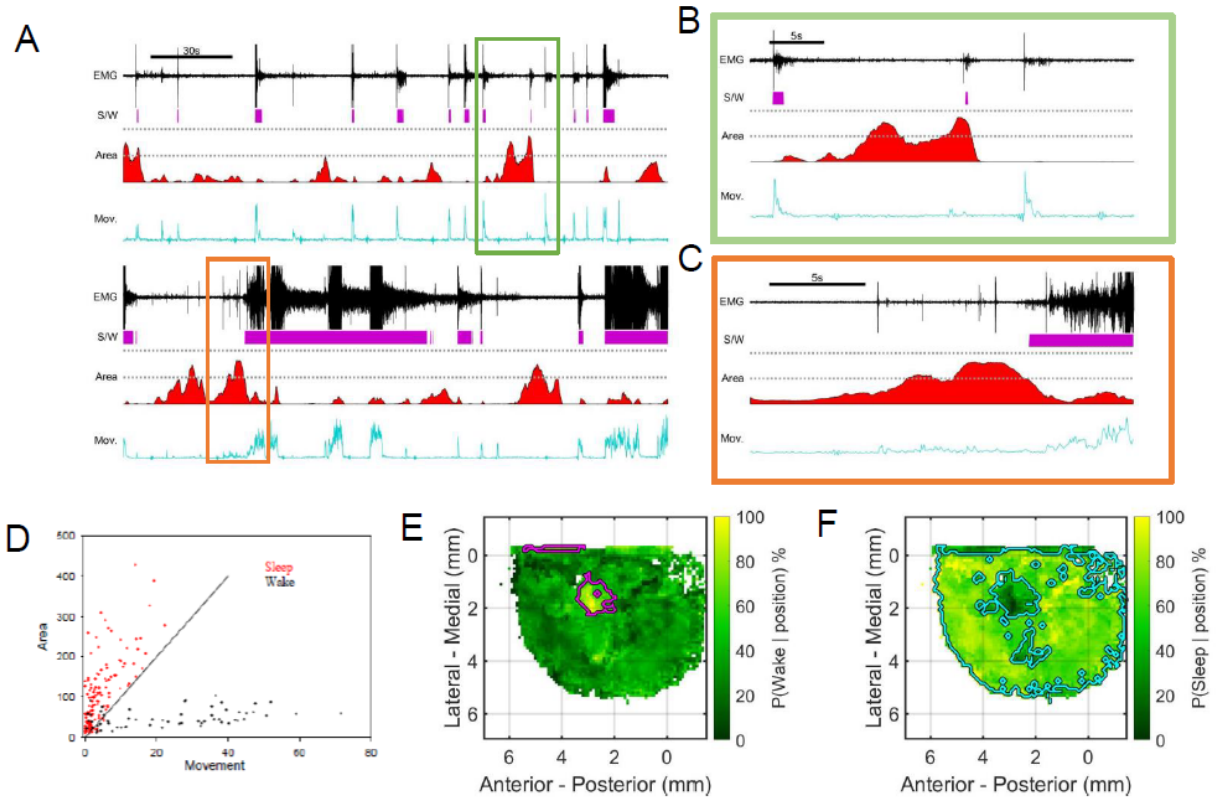 A
30s
EMG
S/W
Area
Mov.
EMG
S/W
Area
Mov.
B
5s
EMG
S/W
Area
Mov.
C
5s
EMG
S/W
Area
Mov.
D
500
400
300
200
100
0
Area
Sleep
Wake
0 20 40 60 80
Movement
E
Lateral - Medial (mm)
0
2
4
6
6 4 2 0
Anterior - Posterior (mm)
100
80
60
40
20
0
P(Wake | position) %
F
Lateral - Medial (mm)
0
2
4
6
6 4 2 0
Anterior - Posterior (mm)
100
80
60
40
20
0
P(Sleep | position) %